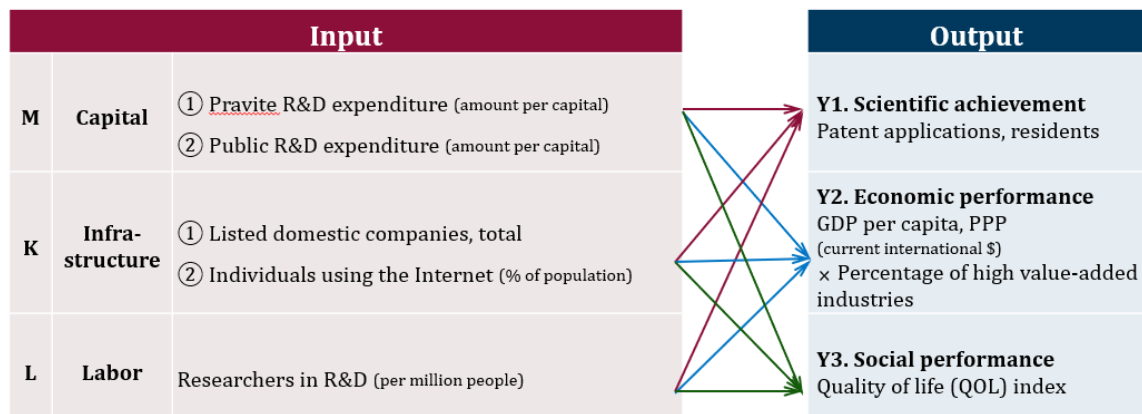 Input
M
Capital
① Pravite R&D expenditure (amount per capital)
② Public R&D expenditure (amount per capital)
K
Infra-
structure
① Listed domestic companies, total
② Individuals using the Internet (% of population)
L
Labor
Researchers in R&D (per million people)
Output
Y1. Scientific achievement
Patent applications, residents
Y2. Economic performance
GDP per capita, PPP
(current international $)
× Percentage of high value-added
industries
Y3. Social performance
Quality of life (QOL) index